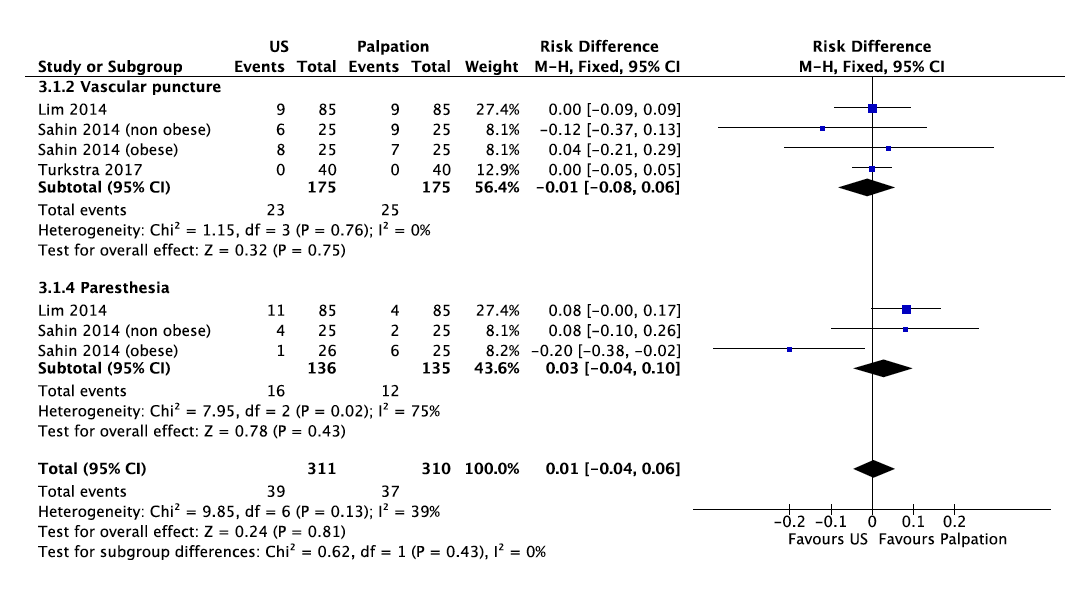 US Palpation Risk Difference Risk Difference
Study or Subgroup Events Total Events Total Weight M-H, Fixed, 95% CI M-H, Fixed, 95% CI
3.1.2 Vascular puncture
Lim 2014 9 85 9 85 27.4% 0.00 [-0.09, 0.09]
Sahin 2014 (non obese) 6 25 9 25 8.1% -0.12 [-0.37, 0.13]
Sahin 2014 (obese) 8 25 7 25 8.1% 0.04 [-0.21, 0.29]
Turkstra 2017 0 40 0 40 12.9% 0.00 [-0.05, 0.05]
Subtotal (95% CI) 175 175 56.4% -0.01 [-0.08, 0.06]
Total events 23 25
Heterogeneity: Chi² = 1.15, df = 3 (P = 0.76); I² = 0%
Test for overall effect: Z = 0.32 (P = 0.75)
3.1.4 Paresthesia
Lim 2014 11 85 4 85 27.4% 0.08 [-0.00, 0.17]
Sahin 2014 (non obese) 4 25 2 25 8.1% 0.08 [-0.10, 0.26]
Sahin 2014 (obese) 1 26 6 25 8.2% -0.20 [-0.38, -0.02]
Subtotal (95% CI) 136 135 43.6% 0.03 [-0.04, 0.10]
Total events 16 12
Heterogeneity: Chi² = 7.95, df = 2 (P = 0.02); I² = 75%
Test for overall effect: Z = 0.78 (P = 0.43)
Total (95% CI) 311 310 100.0% 0.01 [-0.04, 0.06]
Total events 39 37
Heterogeneity: Chi² = 9.85, df = 6 (P = 0.13); I² = 39%
Test for overall effect: Z = 0.24 (P = 0.81)
Test for subgroup differences: Chi² = 0.62, df = 1 (P = 0.43), I² = 0%
-0.2 -0.1 0 0.1 0.2
Favours US Favours Palpation